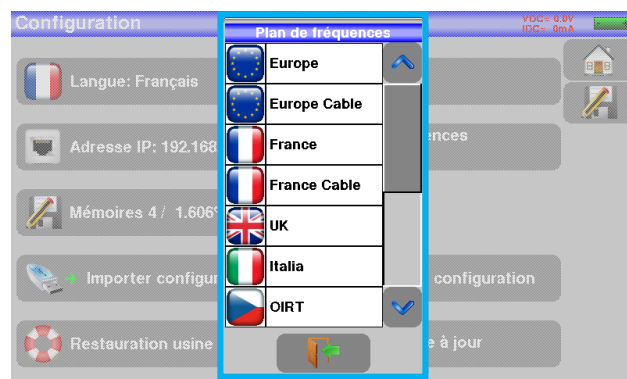 Configuration
VDC= 0.0V
IDC= 0mA
Plan de fréquences
Europe
Langue: Français
Europe Cable
France
Adresse IP: 192.168
ences
France Cable
Mémoires 4 / 1.606%
UK
Italia
Importer configur
configuration
OIRT
Restauration usine
à jour